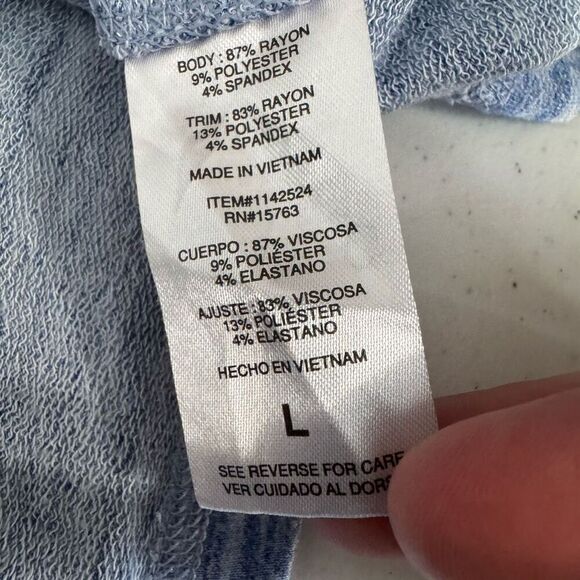 BODY : 87% RAYON
9% POLYESTER
4% SPANDEX
TRIM : 83% RAYON
13% POLYESTER
4% SPANDEX
MADE IN VIETNAM
ITEM#1142524
RN#15763
CUERPO : 87% VISCOSA
9% POLIÉSTER
4% ELASTANO
AJUSTE : 83% VISCOSA
13% POLIÉSTER
4% ELASTANO
HECHO EN VIETNAM
L
SEE REVERSE FOR CARE
VER CUIDADO AL